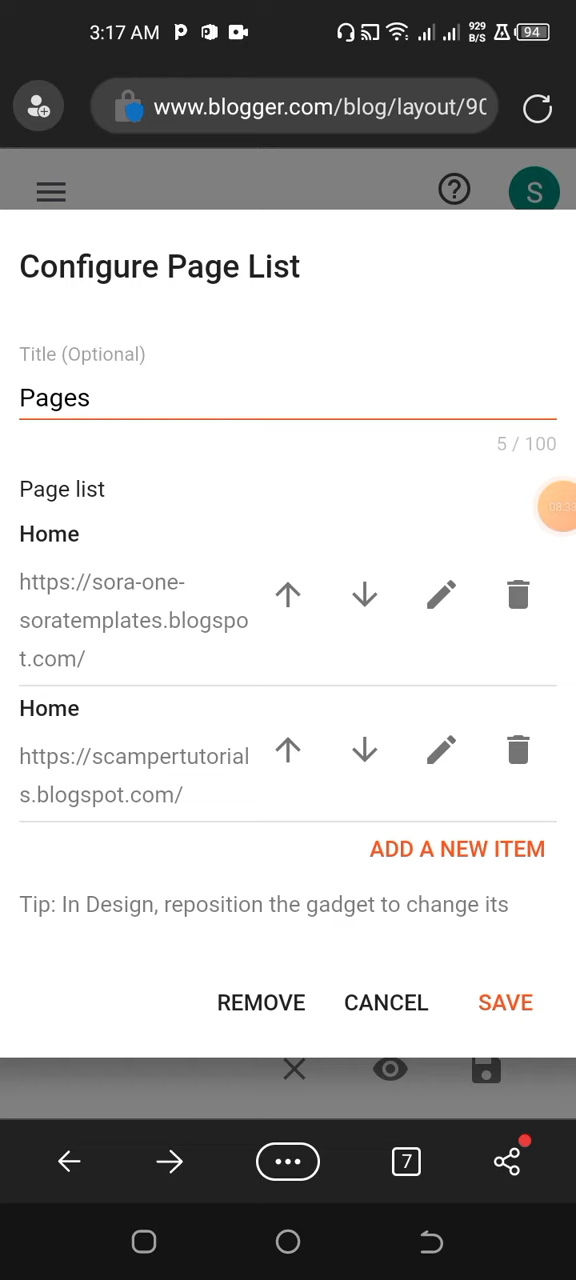 3:17 AM
929
B/S
94
www.blogger.com/blog/layout/90
S
Configure Page List
Title (Optional)
Pages
5 / 100
Page list
08:33
Home
https://sora-one-
soratemplates.blogspo
t.com/
Home
https://scampertutorial
s.blogspot.com/
ADD A NEW ITEM
Tip: In Design, reposition the gadget to change its
REMOVE
CANCEL
SAVE
7